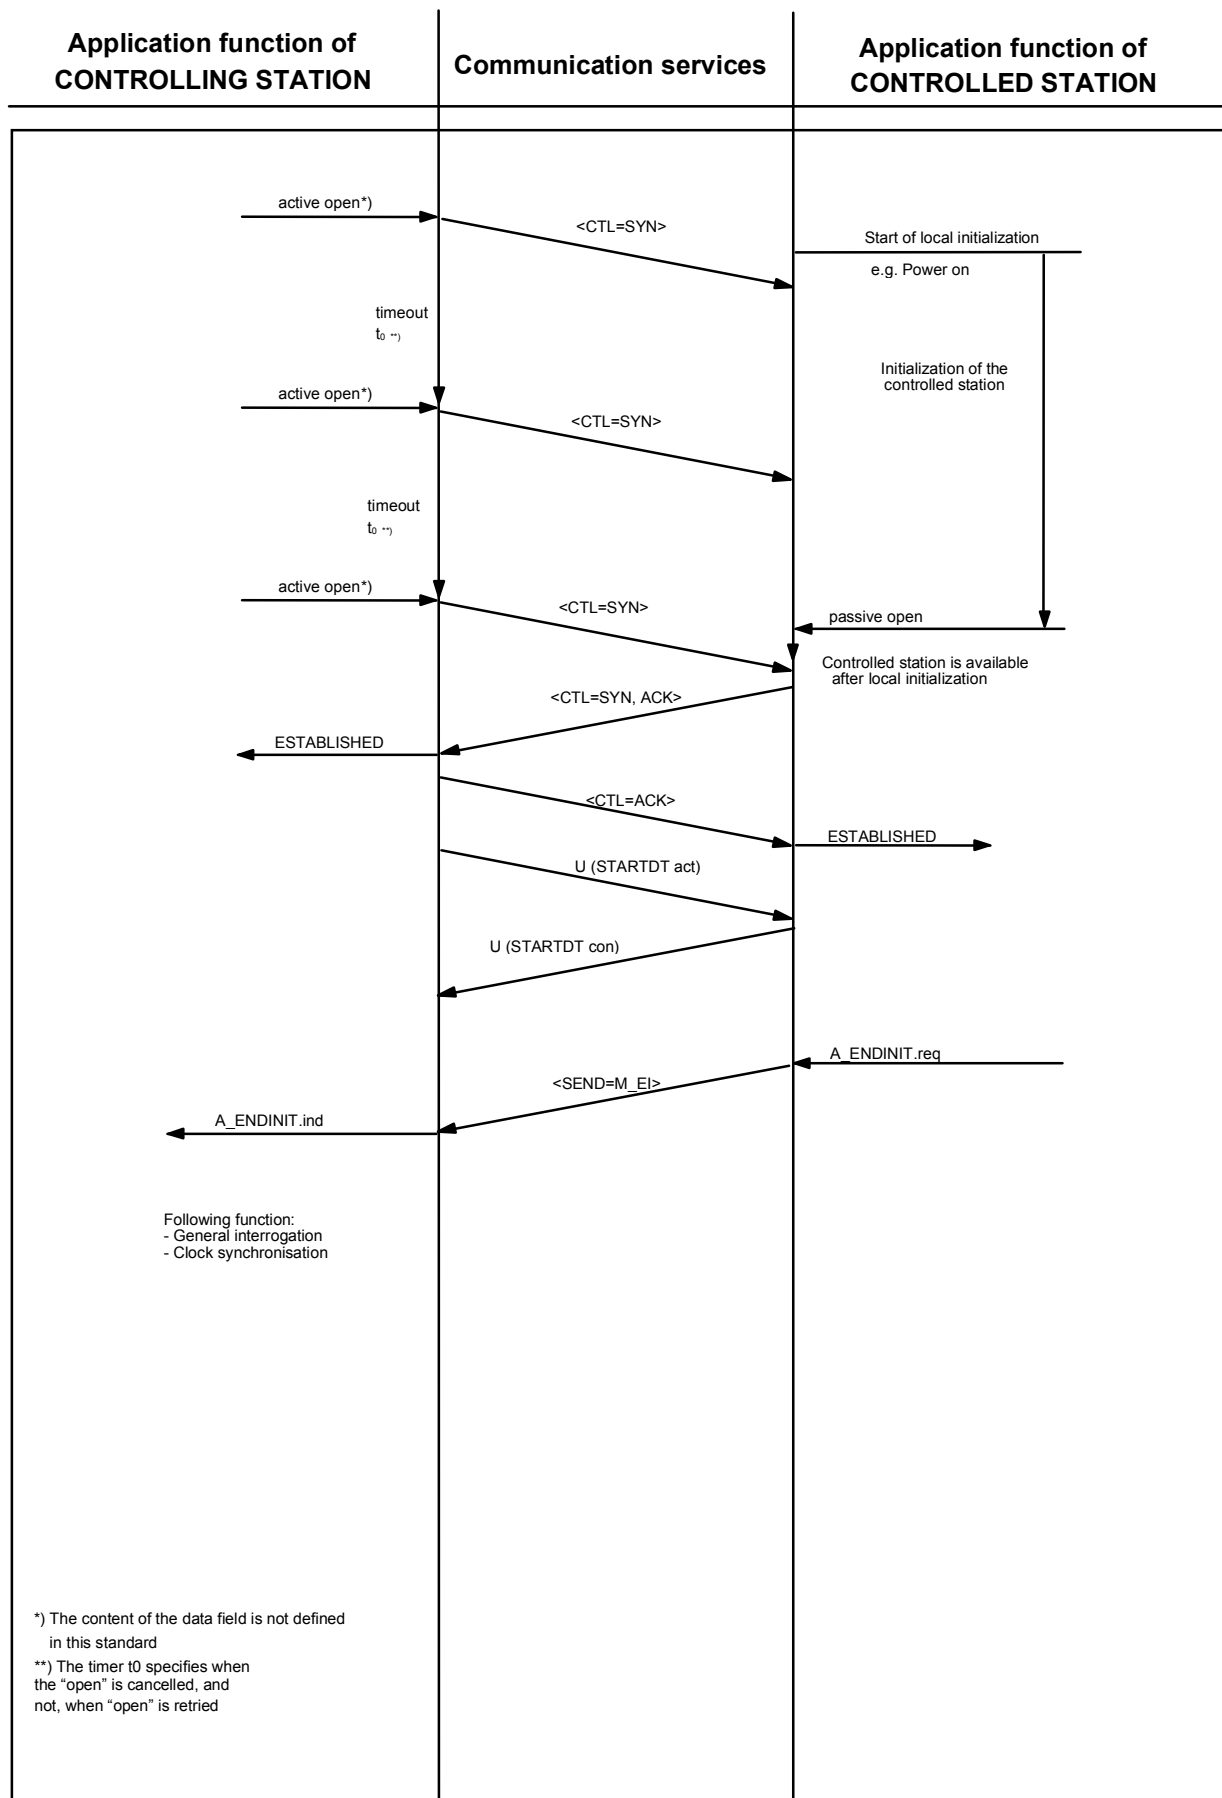 Application function of
CONTROLLING STATION
Communication services
Application function of
CONTROLLED STATION
active open*)
<CTL=SYN>
Start of local initialization
e.g. Power on
timeout
t0 **)
Initialization of the
controlled station
active open*)
<CTL=SYN>
timeout
t0 **)
active open*)
<CTL=SYN>
passive open
Controlled station is available
after local initialization
<CTL=SYN, ACK>
ESTABLISHED
<CTL=ACK>
ESTABLISHED
U (STARTDT act)
U (STARTDT con)
A_ENDINIT.req
<SEND=M_EI>
A_ENDINIT.ind
Following function:
- General interrogation
- Clock synchronisation
*) The content of the data field is not defined
in this standard
**) The timer t0 specifies when
the “open” is cancelled, and
not, when “open” is retried